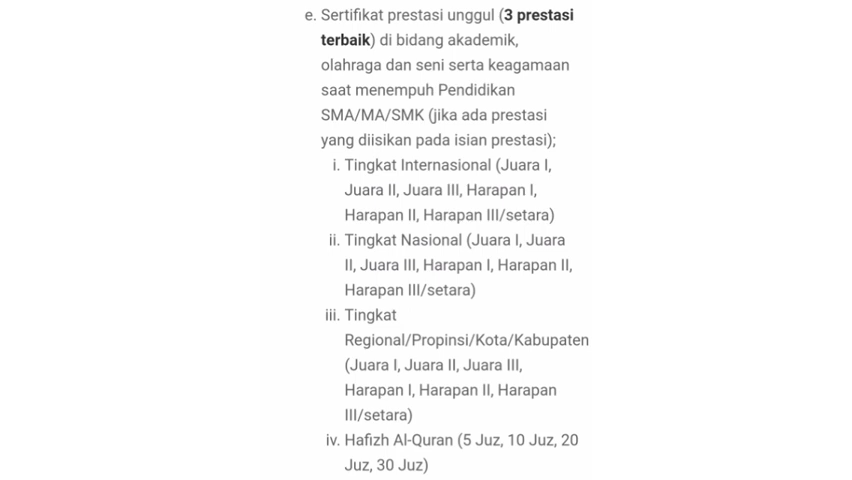 e. Sertifikat prestasi unggul (3 prestasi
terbaik) di bidang akademik,
olahraga dan seni serta keagamaan
saat menempuh Pendidikan
SMA/MA/SMK (jika ada prestasi
yang diisikan pada isian prestasi);
i. Tingkat Internasional (Juara I,
Juara II, Juara III, Harapan I,
Harapan II, Harapan III/setara)
ii. Tingkat Nasional (Juara I, Juara
II, Juara III, Harapan I, Harapan II,
Harapan III/setara)
iii. Tingkat
Regional/Propinsi/Kota/Kabupaten
(Juara I, Juara II, Juara III,
Harapan I, Harapan II, Harapan
III/setara)
iv. Hafizh Al-Quran (5 Juz, 10 Juz, 20
Juz, 30 Juz)